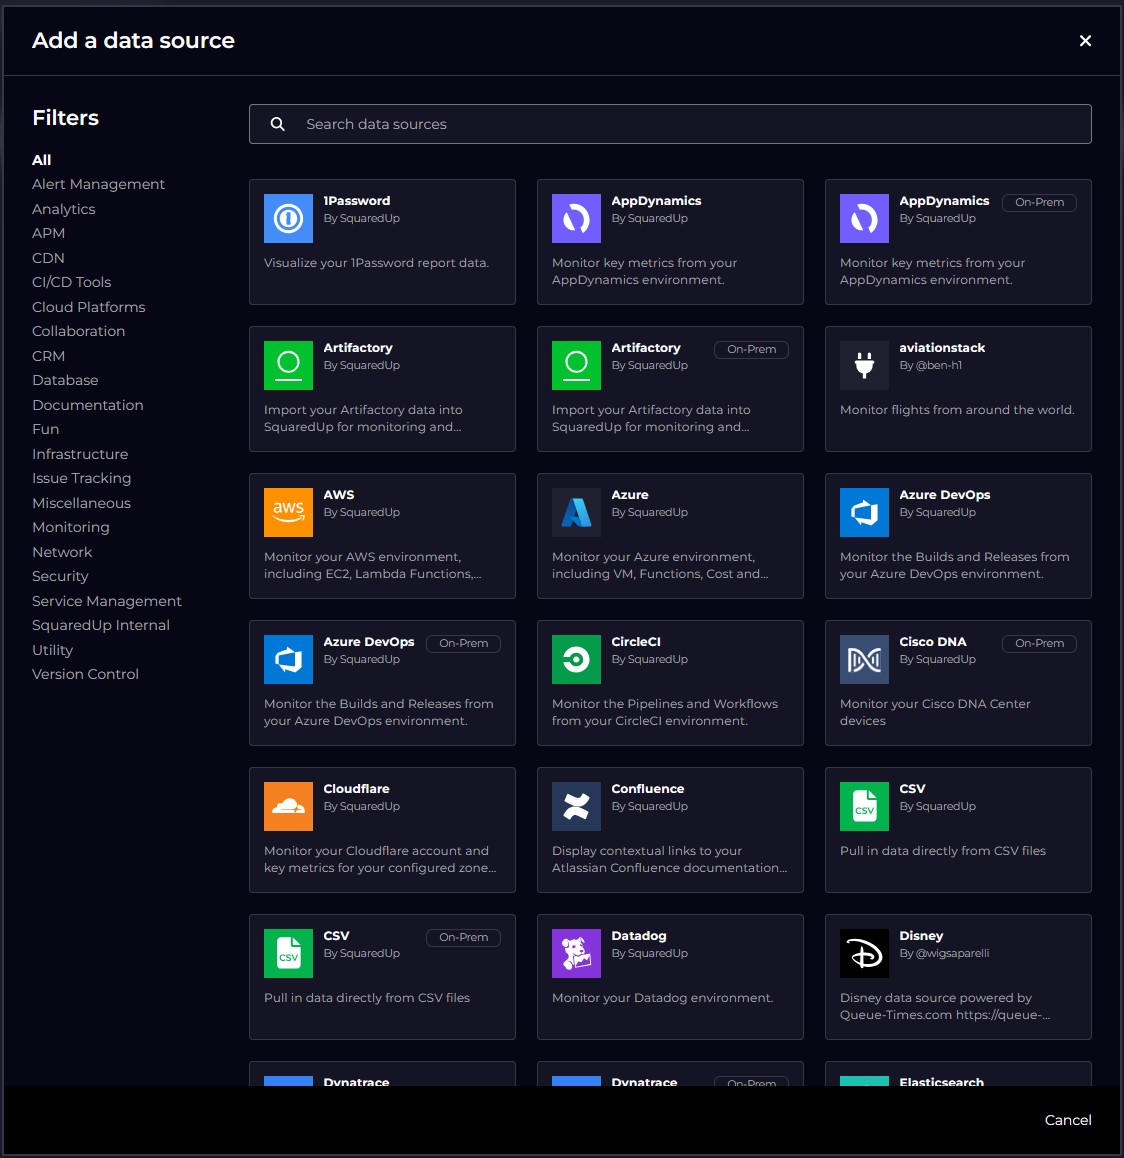 Add a data source
Filters
All
Alert Management
Analytics
APM
CDN
CI/CD Tools
Cloud Platforms
Collaboration
CRM
Database
Documentation
Fun
Infrastructure
Issue Tracking
Miscellaneous
Monitoring
Network
Security
Service Management
SquaredUp Internal
Utility
Version Control
Search data sources
1Password
By SquaredUp
Visualize your 1Password report data.
AppDynamics
By SquaredUp
Monitor key metrics from your
AppDynamics environment.
AppDynamics
On-Prem
By SquaredUp
Monitor key metrics from your
AppDynamics environment.
Artifactory
By SquaredUp
Import your Artifactory data into
SquaredUp for monitoring and...
Artifactory
On-Prem
By SquaredUp
Import your Artifactory data into
SquaredUp for monitoring and...
aviationstack
By @ben-h1
Monitor flights from around the world.
aws
AWS
By SquaredUp
Monitor your AWS environment,
including EC2, Lambda Functions,...
Azure
By SquaredUp
Monitor your Azure environment,
including VM, Functions, Cost and...
Azure DevOps
By SquaredUp
Monitor the Builds and Releases from
your Azure DevOps environment.
Azure DevOps
On-Prem
By SquaredUp
Monitor the Builds and Releases from
your Azure DevOps environment.
CircleCI
By SquaredUp
Monitor the Pipelines and Workflows
from your CircleCI environment.
Cisco DNA
On-Prem
By SquaredUp
Monitor your Cisco DNA Center
devices
Cloudflare
By SquaredUp
Monitor your Cloudflare account and
key metrics for your configured zone...
Confluence
By SquaredUp
Display contextual links to your
Atlassian Confluence documentation...
CSV
CSV
By SquaredUp
Pull in data directly from CSV files
CSV
CSV
On-Prem
By SquaredUp
Pull in data directly from CSV files
Datadog
By SquaredUp
Monitor your Datadog environment.
Disney
By @wigsaparelli
Disney data source powered by
Queue-Times.com https://queue-...
Dynatrace
Dynatrace
On-Prem
Elasticsearch
Cancel